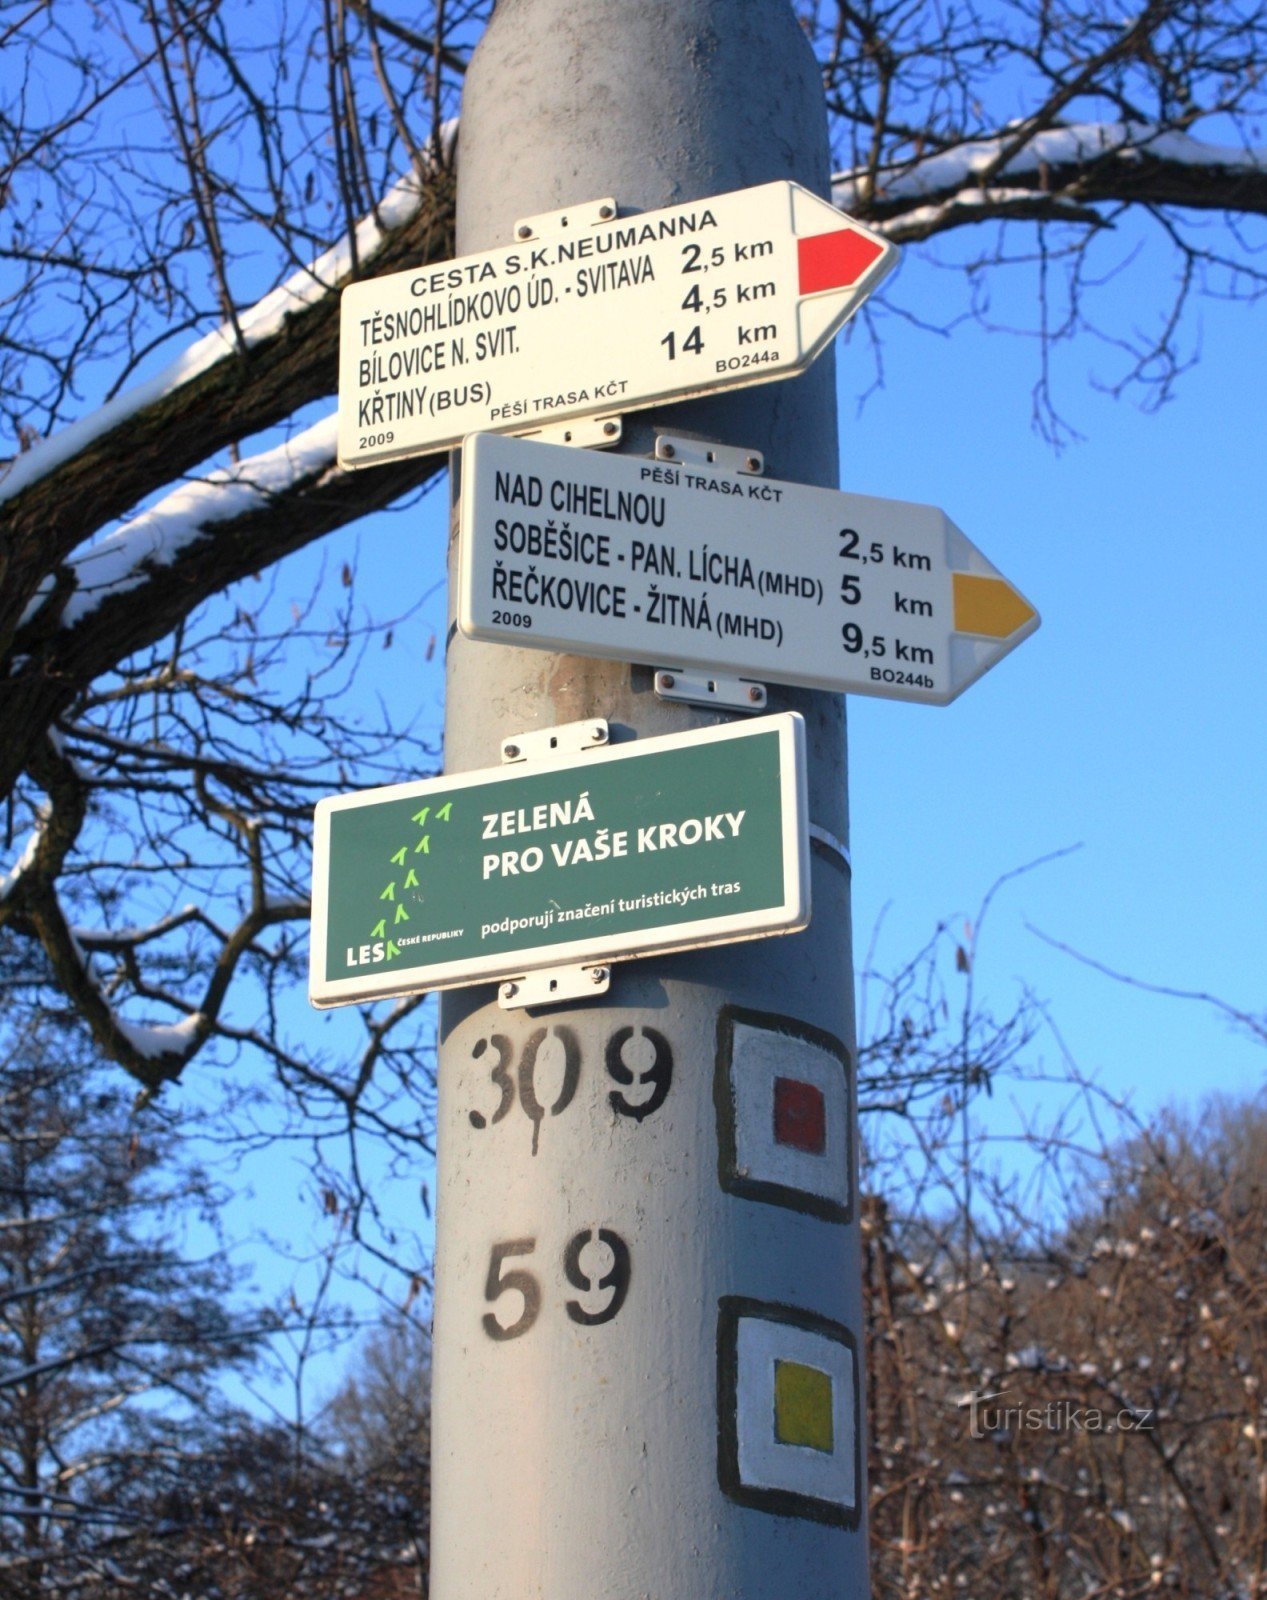 CESTA S.K.NEUMANNA
TĚSNOHLÍDKOVO ÚD. - SVITAVA 2,5 km
BÍLOVICE N. SVIT. 4,5 km
KŘTINY (BUS) 14 km
2009 PĚŠÍ TRASA KČT BO244a
PĚŠÍ TRASA KČT
NAD CIHELNOU 2,5 km
SOBĚŠICE - PAN. LÍCHA (MHD) 5 km
ŘEČKOVICE - ŽITNÁ (MHD) 9,5 km
2009 BO244b
ZELENÁ
PRO VAŠE KROKY
podporují značení turistických tras
LESY ČESKÉ REPUBLIKY
309
59
Turistika.cz